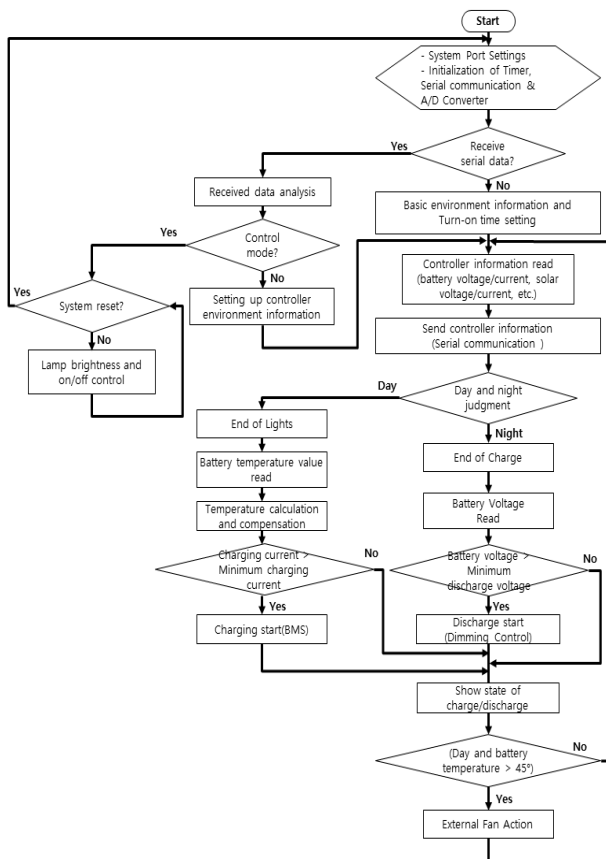 Start
- System Port Settings
- Initialization of Timer,
Serial communication &
A/D Converter
Yes
Receive
serial data?
No
Received data analysis
Basic environment information and
Turn-on time setting
Yes
Control
mode?
No
Yes
System reset?
No
Setting up controller
environment information
Controller information read
(battery voltage/current, solar
voltage/current, etc.)
Send controller information
(Serial communication )
Lamp brightness and
on/off control
Day
Day and night
judgment
Night
End of Lights
End of Charge
Battery temperature value
read
Battery Voltage
Read
Temperature calculation
and compensation
Charging current >
Minimum charging
current
No
Yes
Battery voltage >
Minimum
discharge voltage
No
Yes
Charging start(BMS)
Discharge start
(Dimming Control)
Show state of
charge/discharge
(Day and battery
temperature > 45°)
No
Yes
External Fan Action